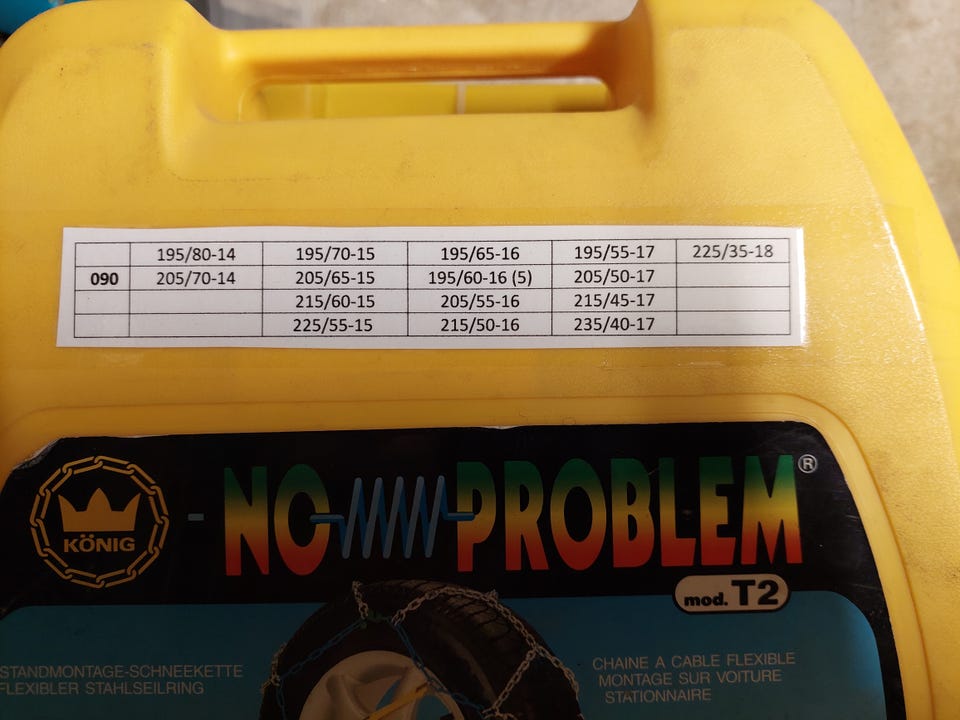 195/80-14 195/70-15 195/65-16 195/55-17 225/35-18
090 205/70-14 205/65-15 195/60-16 (5) 205/50-17
215/60-15 205/55-16 215/45-17
225/55-15 215/50-16 235/40-17
KÖNIG
- NO PROBLEM®
mod. T2
STANDMONTAGE-SCHNEEKETTE
FLEXIBLER STAHLSEILRING
CHAINE A CABLE FLEXIBLE
MONTAGE SUR VOITURE
STATIONNAIRE